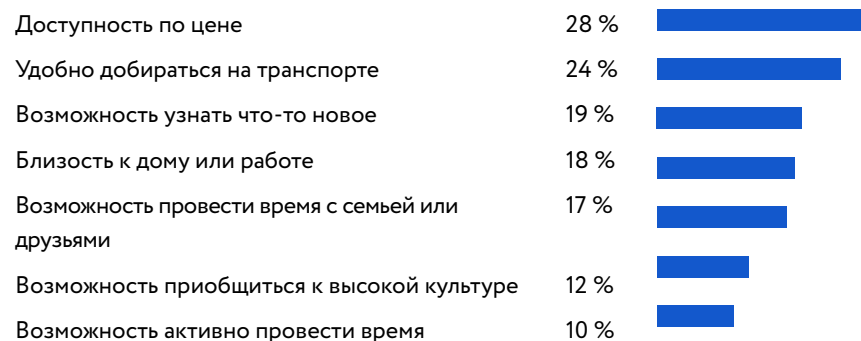 Доступность по цене 28 %
Удобно добираться на транспорте 24 %
Возможность узнать что-то новое 19 %
Близость к дому или работе 18 %
Возможность провести время с семьей или 17 %
друзьями
Возможность приобщиться к высокой культуре 12 %
Возможность активно провести время 10 %